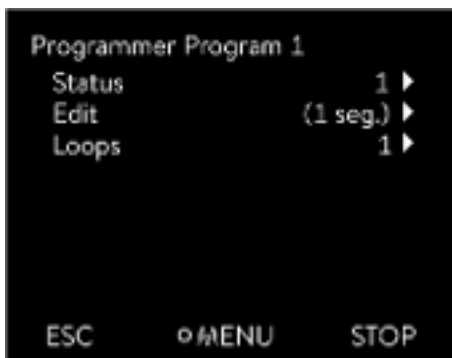 Programmer Program 1
Status 1
Edit (1 seg.)
Loops 1
ESC MENU STOP